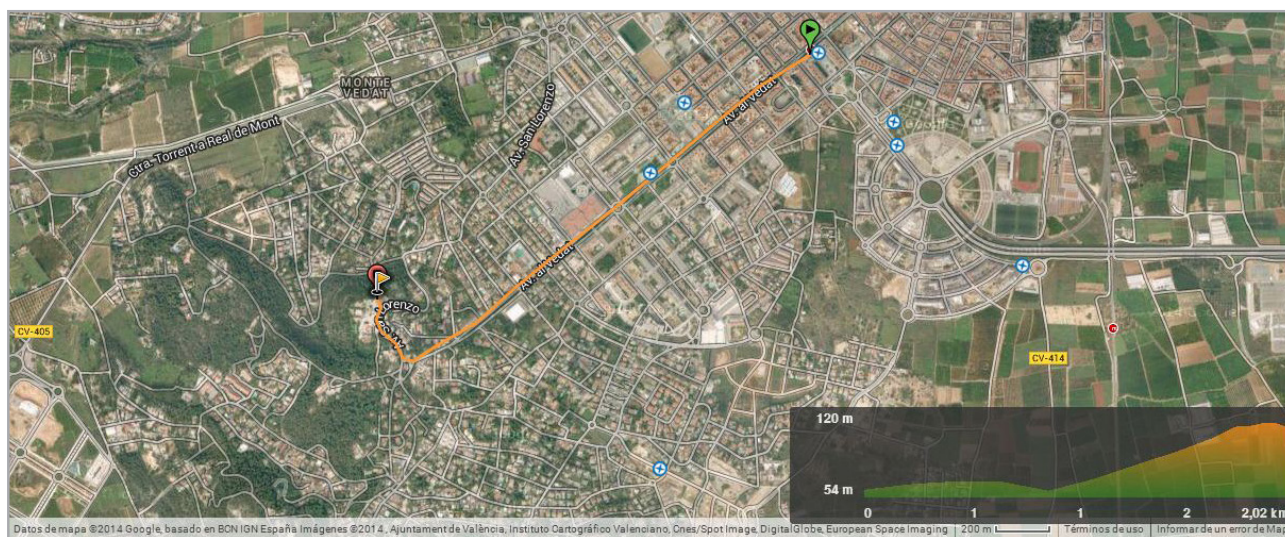 MONTE
VEDAT
Ctra. Torrent a Real de Mont
Av. San Lorenzo
Av. al Vedat
Av. al Vedat
orenzo
CV-405
CV-414
120 m
54 m
0 1 1 2 2,02 km
Datos de mapa ©2014 Google, basado en BCN IGN España Imágenes ©2014 , Ajuntament de València, Instituto Cartográfico Valenciano, Cnes/Spot Image, DigitalGlobe, European Space Imaging 200 m Términos de uso Informar de un error de Map